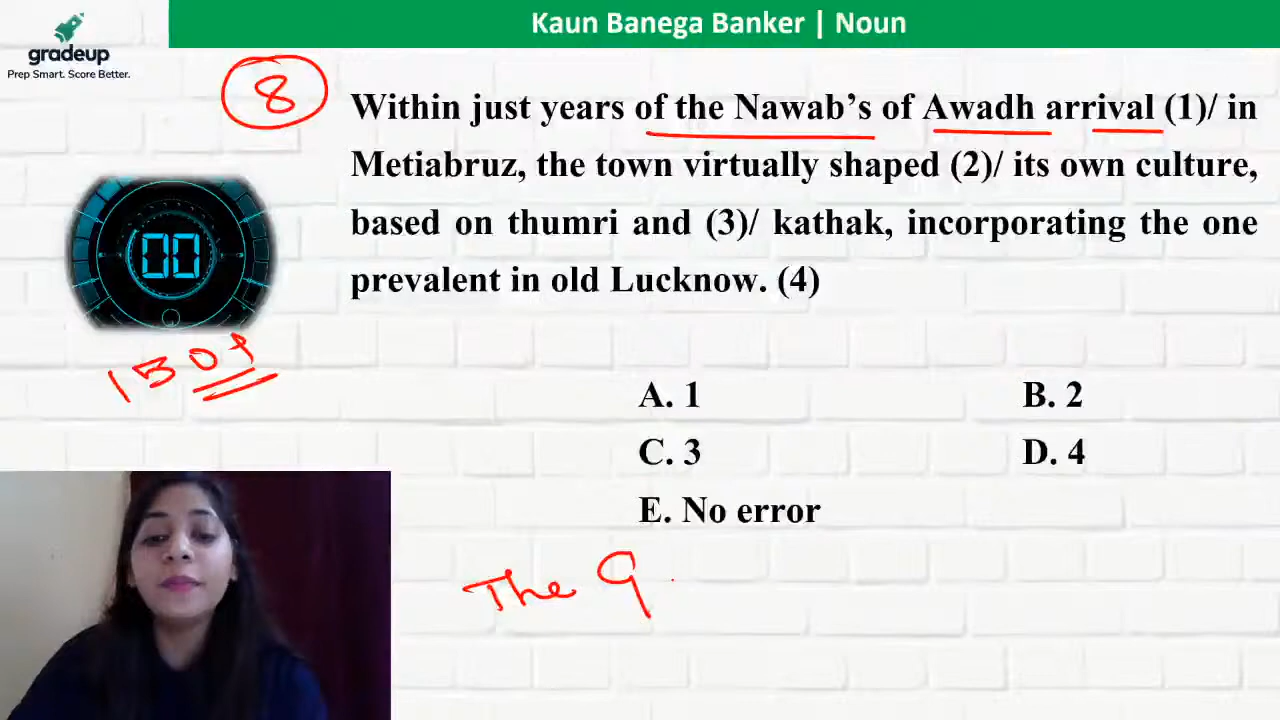 Kaun Banega Banker | Noun
gradeup
Prep Smart. Score Better.
8
Within just years of the Nawab's of Awadh arrival (1)/ in
Metiabruz, the town virtually shaped (2)/ its own culture,
based on thumri and (3)/ kathak, incorporating the one
prevalent in old Lucknow. (4)
00
150+
A. 1
B. 2
C. 3
D. 4
E. No error
The Q